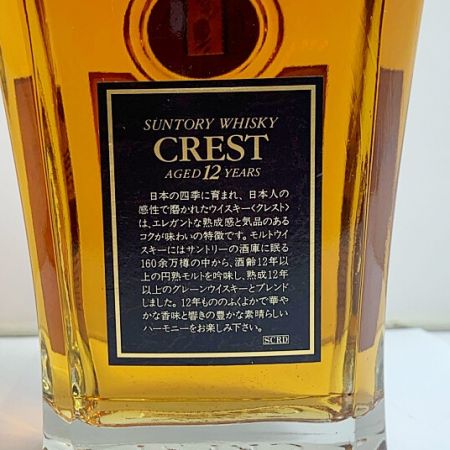 SUNTORY WHISKY
CREST
AGED 12 YEARS
日本の四季に育まれ、日本人の
感性で磨かれたウイスキー〈クレスト〉
は、エレガントな熟成感と気品のある
コクが味わいの特徴です。モルトウイ
スキーにはサントリーの酒庫に眠る
160余万樽の中から、酒齢12年以
上の円熟モルトを吟味し、熟成12年
以上のグレーンウイスキーとブレンド
しました。12年もののふくよかで華や
かな香味と響きの豊かな素晴らしい
ハーモニーをお楽しみ下さい。
SCRD